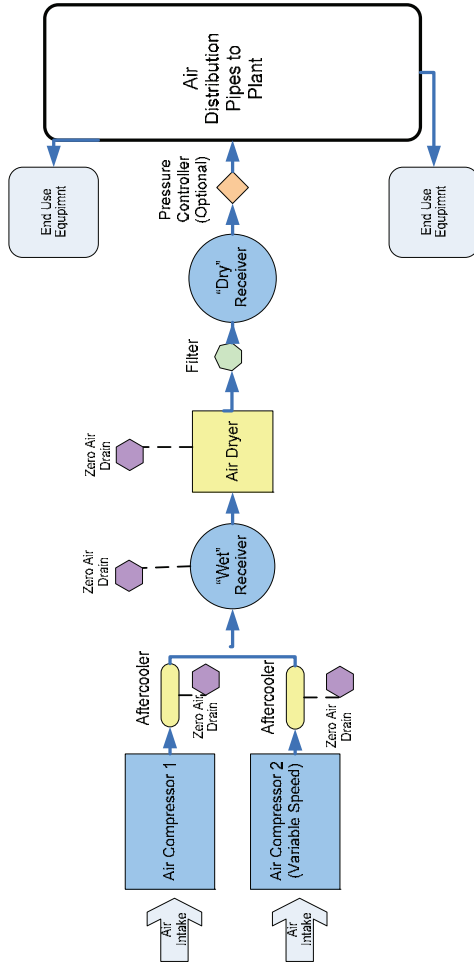 Air
Intake
Air Compressor 1
Aftercooler
Zero Air
Drain
Air
Intake
Air Compressor 2
(Variable Speed)
Aftercooler
Zero Air
Drain
"Wet"
Receiver
Zero Air
Drain
Air Dryer
Zero Air
Drain
Filter
"Dry"
Receiver
Pressure
Controller
(Optional)
Air
Distribution
Pipes to
Plant
End Use
Equpimnt
End Use
Equpimnt